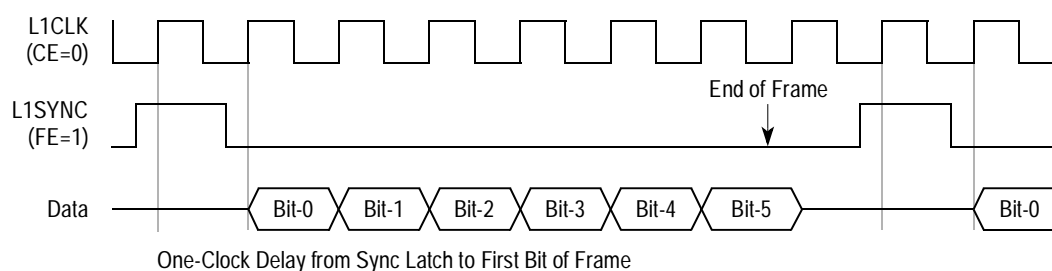 L1CLK
(CE=0)
End of Frame
L1SYNC
(FE=1)
Data Bit-0 Bit-1 Bit-2 Bit-3 Bit-4 Bit-5 Bit-0
One-Clock Delay from Sync Latch to First Bit of Frame